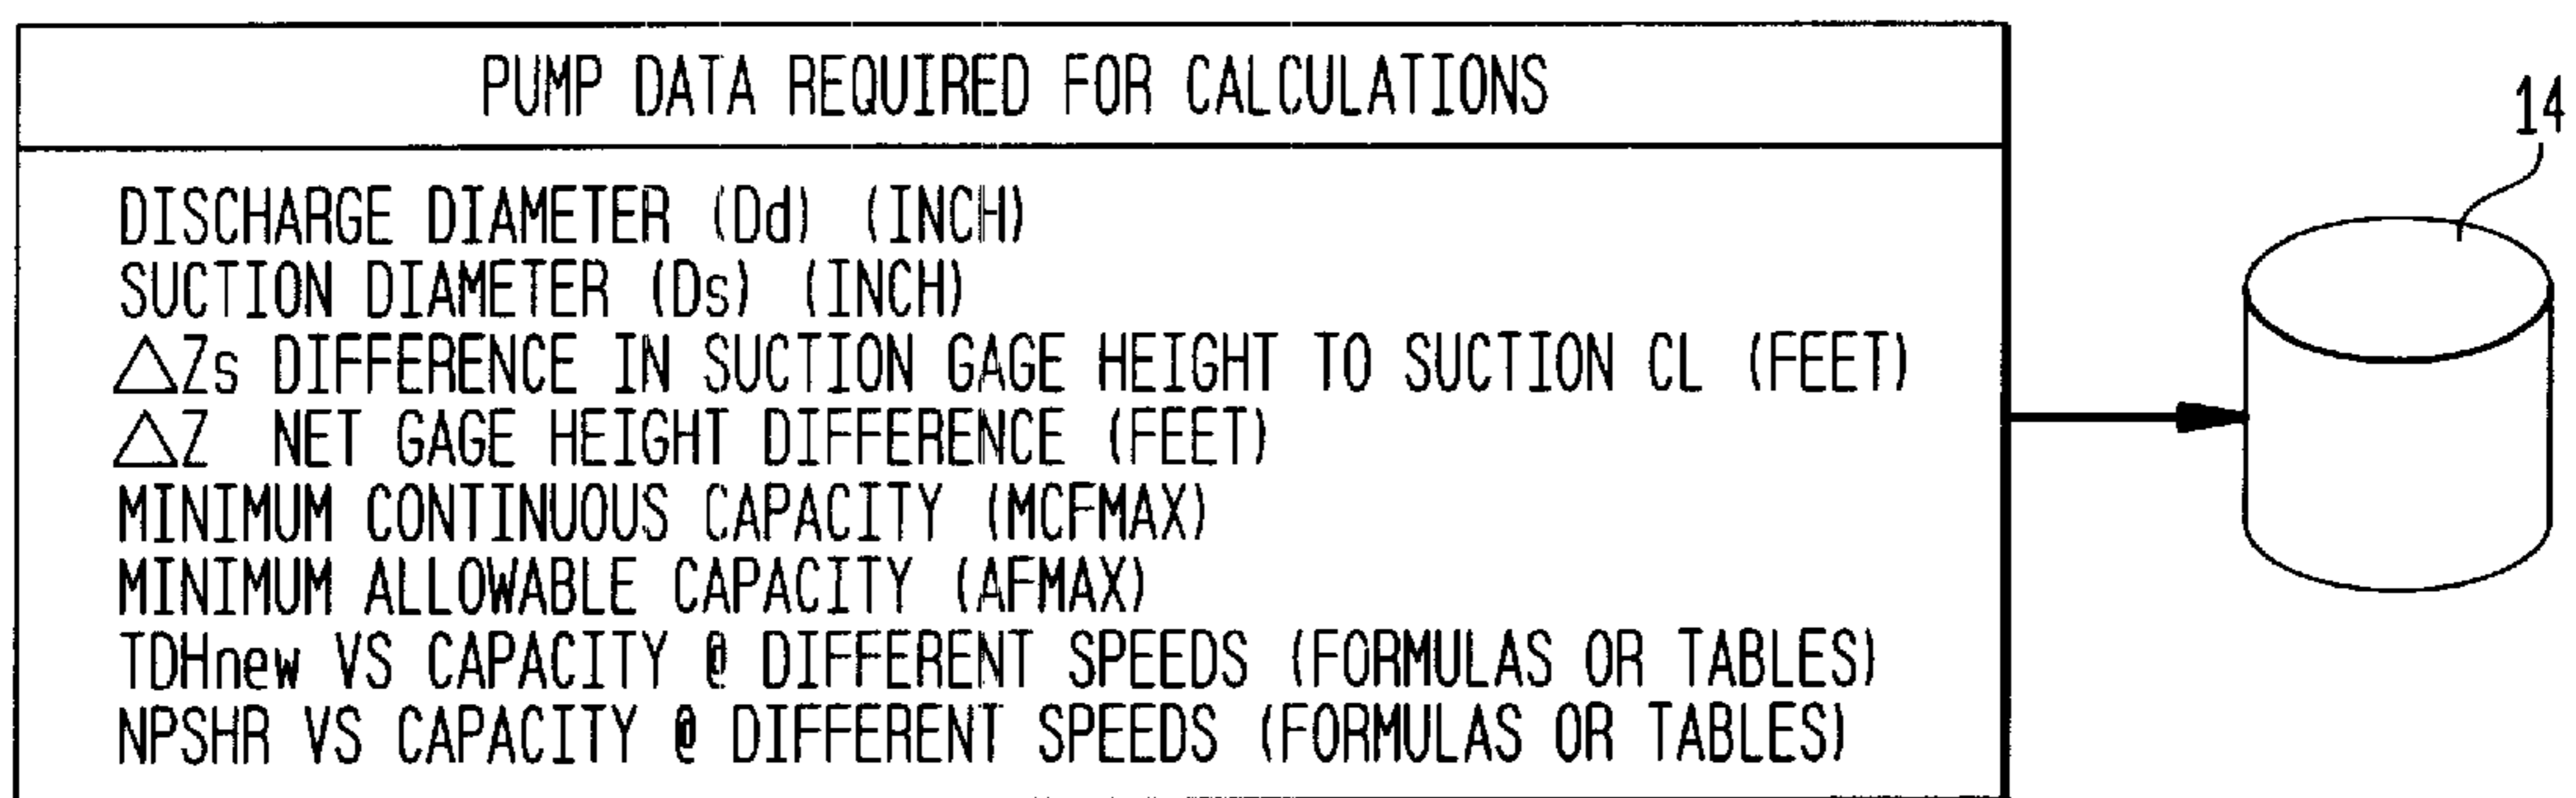 PUMP DATA REQUIRED FOR CALCULATIONS
14
DISCHARGE DIAMETER (Dd) (INCH)
SUCTION DIAMETER (Ds) (INCH)
△Zs DIFFERENCE IN SUCTION GAGE HEIGHT TO SUCTION CL (FEET)
△Z NET GAGE HEIGHT DIFFERENCE (FEET)
MINIMUM CONTINUOUS CAPACITY (MCFMAX)
MINIMUM ALLOWABLE CAPACITY (AFMAX)
TDHnew VS CAPACITY @ DIFFERENT SPEEDS (FORMULAS OR TABLES)
NPSHR VS CAPACITY @ DIFFERENT SPEEDS (FORMULAS OR TABLES)